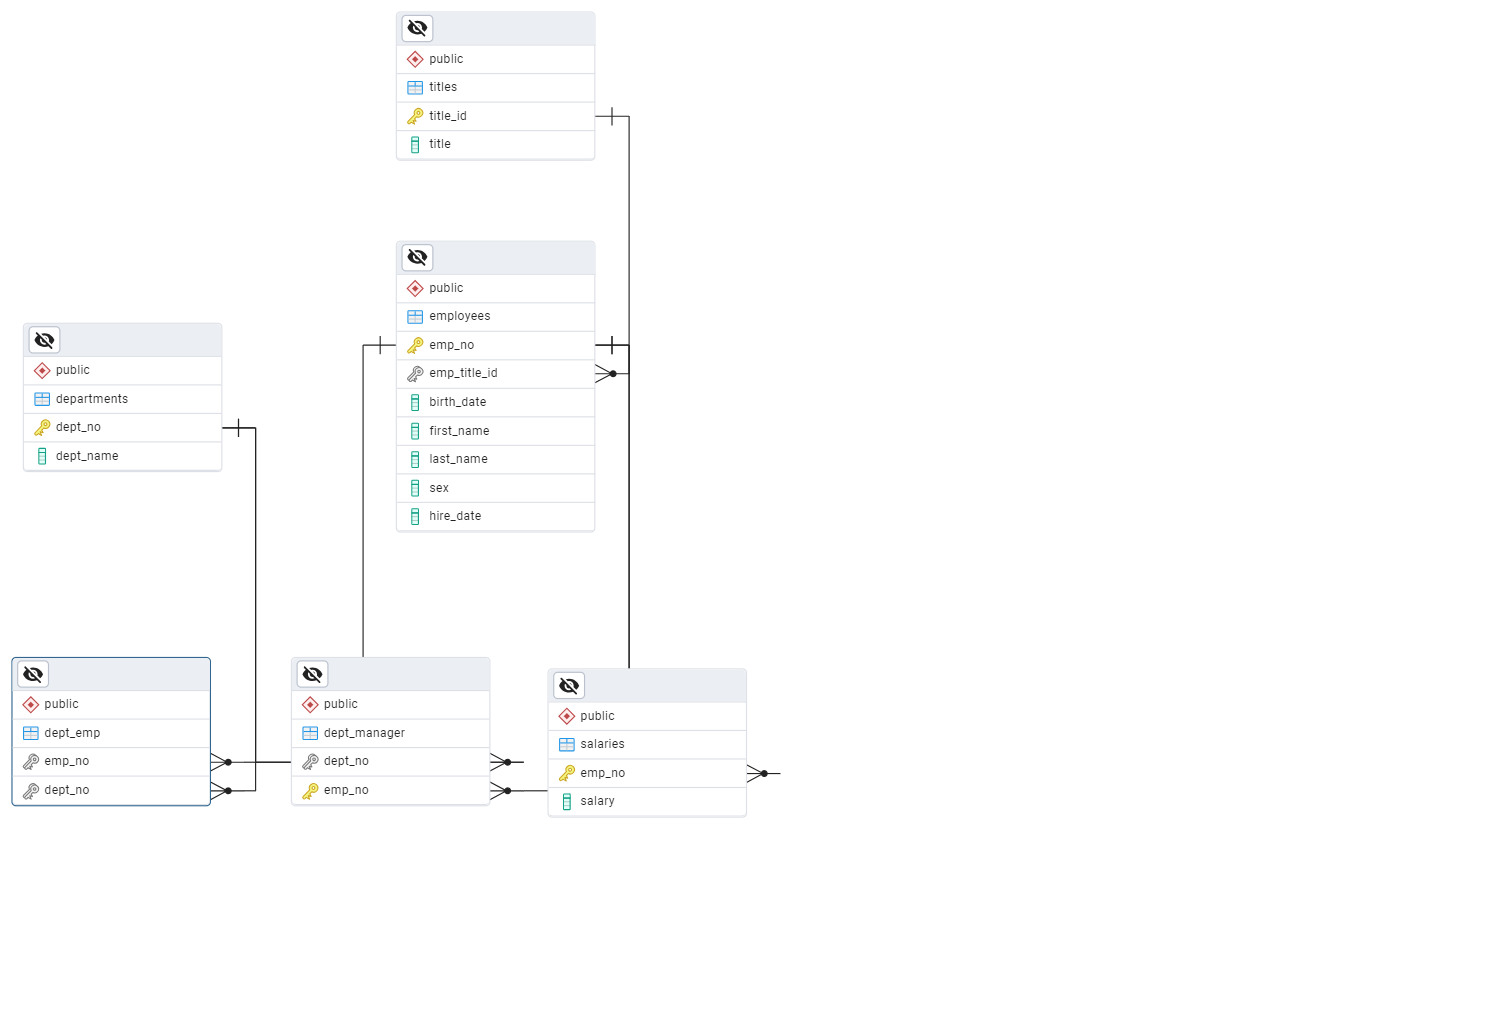 public
titles
title_id
title
public
employees
emp_no
emp_title_id
birth_date
first_name
last_name
sex
hire_date
public
departments
dept_no
dept_name
public
dept_emp
emp_no
dept_no
public
dept_manager
dept_no
emp_no
public
salaries
emp_no
salary